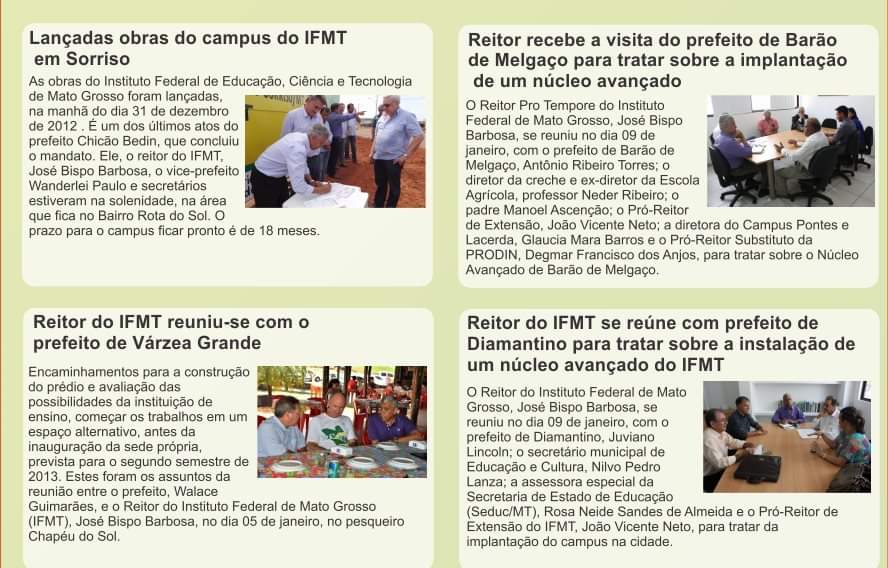 Lançadas obras do campus do IFMT
em Sorriso
As obras do Instituto Federal de Educação, Ciência e Tecnologia
de Mato Grosso foram lançadas,
na manhã do dia 31 de dezembro
de 2012 . É um dos últimos atos do
prefeito Chicão Bedin, que concluiu
o mandato. Ele, o reitor do IFMT,
José Bispo Barbosa, o vice-prefeito
Wanderlei Paulo e secretários
estiveram na solenidade, na área
que fica no Bairro Rota do Sol. O
prazo para o campus ficar pronto é de 18 meses.
Reitor recebe a visita do prefeito de Barão
de Melgaço para tratar sobre a implantação
de um núcleo avançado
O Reitor Pro Tempore do Instituto
Federal de Mato Grosso, José Bispo
Barbosa, se reuniu no dia 09 de
janeiro, com o prefeito de Barão de
Melgaço, Antônio Ribeiro Torres; o
diretor da creche e ex-diretor da Escola
Agrícola, professor Neder Ribeiro; o
padre Manoel Ascenção; o Pró-Reitor
de Extensão, João Vicente Neto; a diretora do Campus Pontes e
Lacerda, Glaucia Mara Barros e o Pró-Reitor Substituto da
PRODIN, Degmar Francisco dos Anjos, para tratar sobre o Núcleo
Avançado de Barão de Melgaço.
Reitor do IFMT reuniu-se com o
prefeito de Várzea Grande
Encaminhamentos para a construção
do prédio e avaliação das
possibilidades da instituição de
ensino, começar os trabalhos em um
espaço alternativo, antes da
inauguração da sede própria,
prevista para o segundo semestre de
2013. Estes foram os assuntos da
reunião entre o prefeito, Walace
Guimarães, e o Reitor do Instituto Federal de Mato Grosso
(IFMT), José Bispo Barbosa, no dia 05 de janeiro, no pesqueiro
Chapéu do Sol.
Reitor do IFMT se reúne com prefeito de
Diamantino para tratar sobre a instalação de
um núcleo avançado do IFMT
O Reitor do Instituto Federal de Mato
Grosso, José Bispo Barbosa, se
reuniu no dia 09 de janeiro, com o
prefeito de Diamantino, Juviano
Lincoln; o secretário municipal de
Educação e Cultura, Nilvo Pedro
Lanza; a assessora especial da
Secretaria de Estado de Educação
(Seduc/MT), Rosa Neide Sandes de Almeida e o Pró-Reitor de
Extensão do IFMT, João Vicente Neto, para tratar da
implantação do campus na cidade.